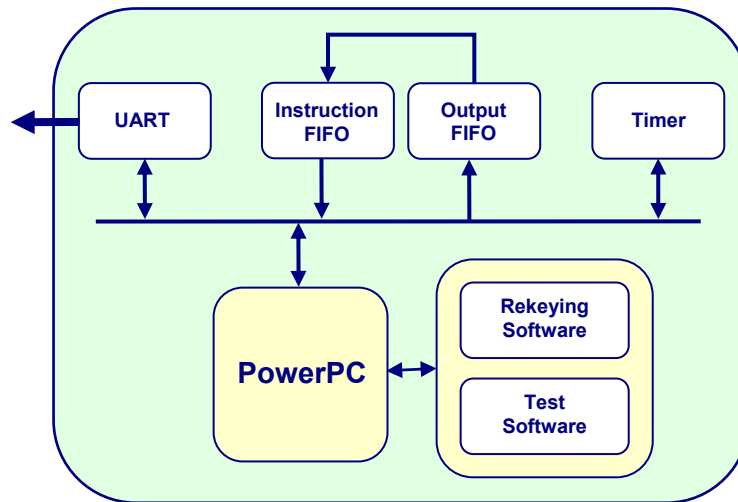 UART
Instruction
FIFO
Output
FIFO
Timer
PowerPC
Rekeying
Software
Test
Software